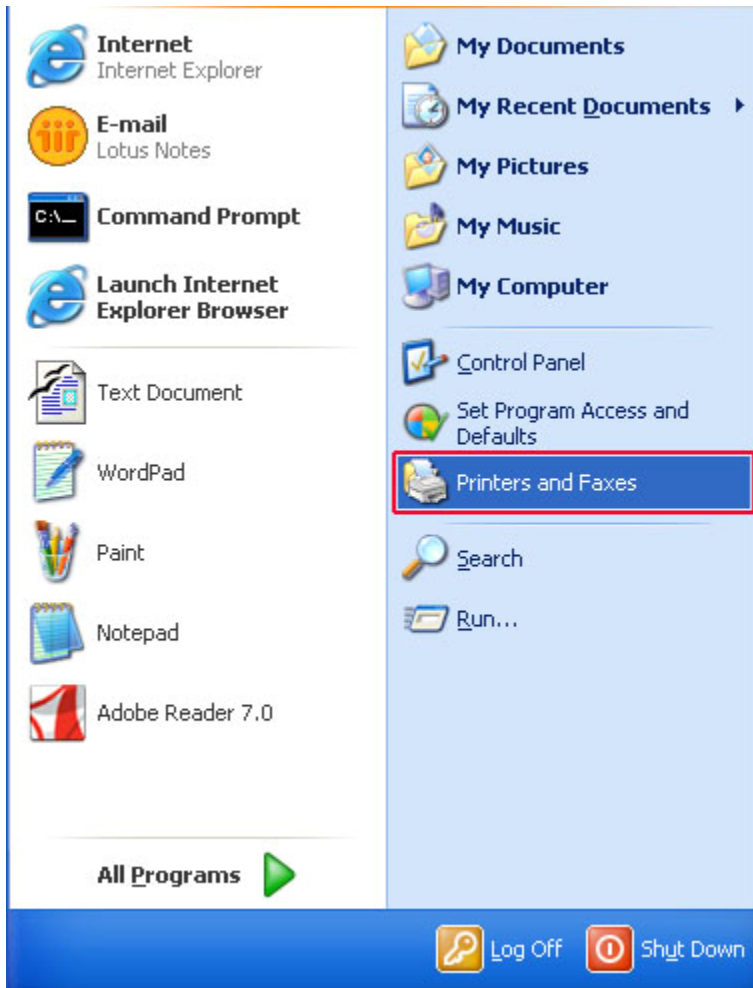 Internet
Internet Explorer
E-mail
Lotus Notes
C:\_
Command Prompt
Launch Internet
Explorer Browser
Text Document
WordPad
Paint
Notepad
Adobe Reader 7.0
All Programs
My Documents
My Recent Documents
My Pictures
My Music
My Computer
Control Panel
Set Program Access and
Defaults
Printers and Faxes
Search
Run...
Log Off
Shut Down